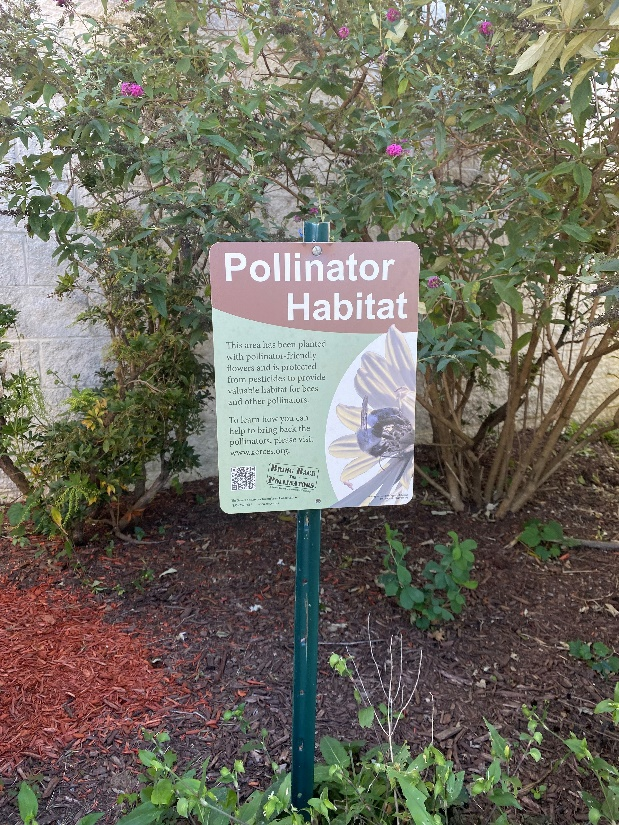 Pollinator
Habitat
This area has been planted
with pollinator-friendly
flowers and is protected
from pesticides to provide
valuable habitat for bees
and other pollinators.
To learn how you can
help to bring back the
pollinators, please visit
www.xerces.org.
BRING BACK
THE
POLLINATORS